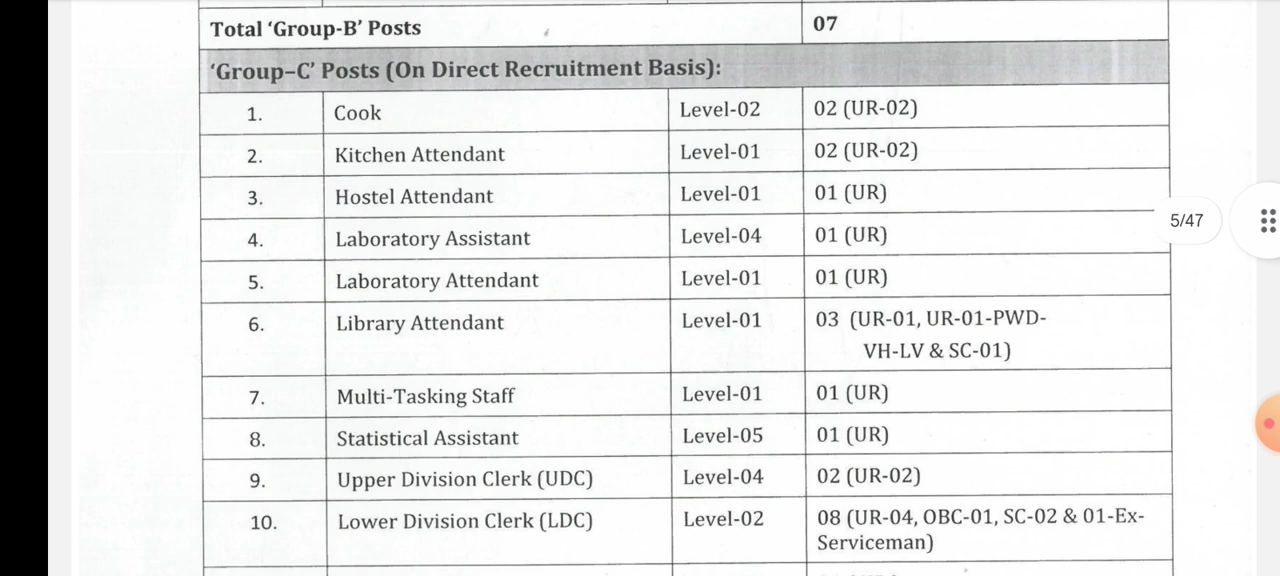 Total ‘Group-B’ Posts 07
‘Group–C’ Posts (On Direct Recruitment Basis):
1. Cook Level-02 02 (UR-02)
2. Kitchen Attendant Level-01 02 (UR-02)
3. Hostel Attendant Level-01 01 (UR)
4. Laboratory Assistant Level-04 01 (UR)
5. Laboratory Attendant Level-01 01 (UR)
6. Library Attendant Level-01 03 (UR-01, UR-01-PWD-
VH-LV & SC-01)
7. Multi-Tasking Staff Level-01 01 (UR)
8. Statistical Assistant Level-05 01 (UR)
9. Upper Division Clerk (UDC) Level-04 02 (UR-02)
10. Lower Division Clerk (LDC) Level-02 08 (UR-04, OBC-01, SC-02 & 01-Ex-
Serviceman)
5/47